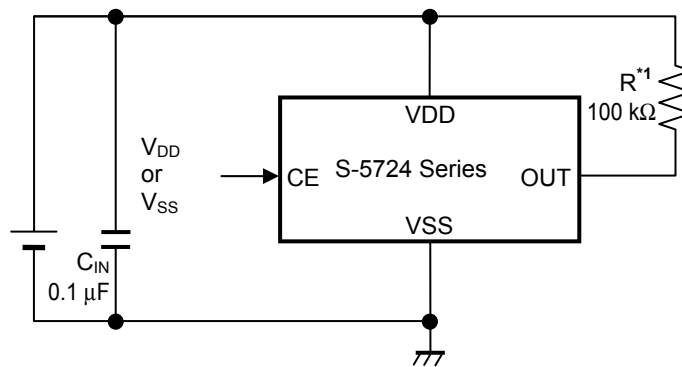 R*1
100 kΩ
VDD
S-5724 Series
CE
OUT
VSS
VDD
or
VSS
CIN
0.1 μF